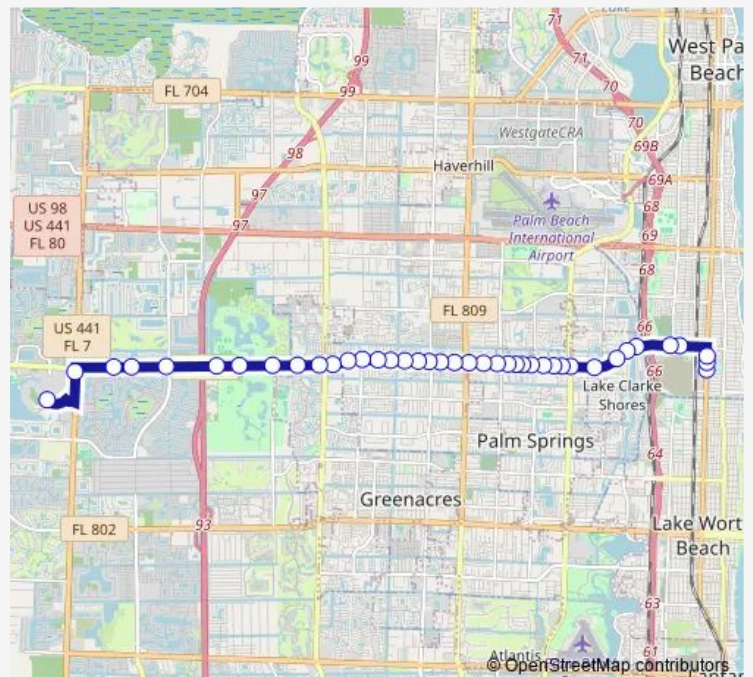 71
Lake
West Pa
Beach
71
99
70
FL 704
99
70
WestgateCRA
69B
98
Haverhill
69A
97
68
US 98
US 441
FL 80
97
Palm Beach
International
Airport
69
68
FL 809
US 441
FL 7
66
66
Lake Clarke
Shores
Palm Springs
64
Greenacres
93
FL 802
Lake Wort
Beach
63
Atlantis
61
© OpenStreetMap contributors
Lantan